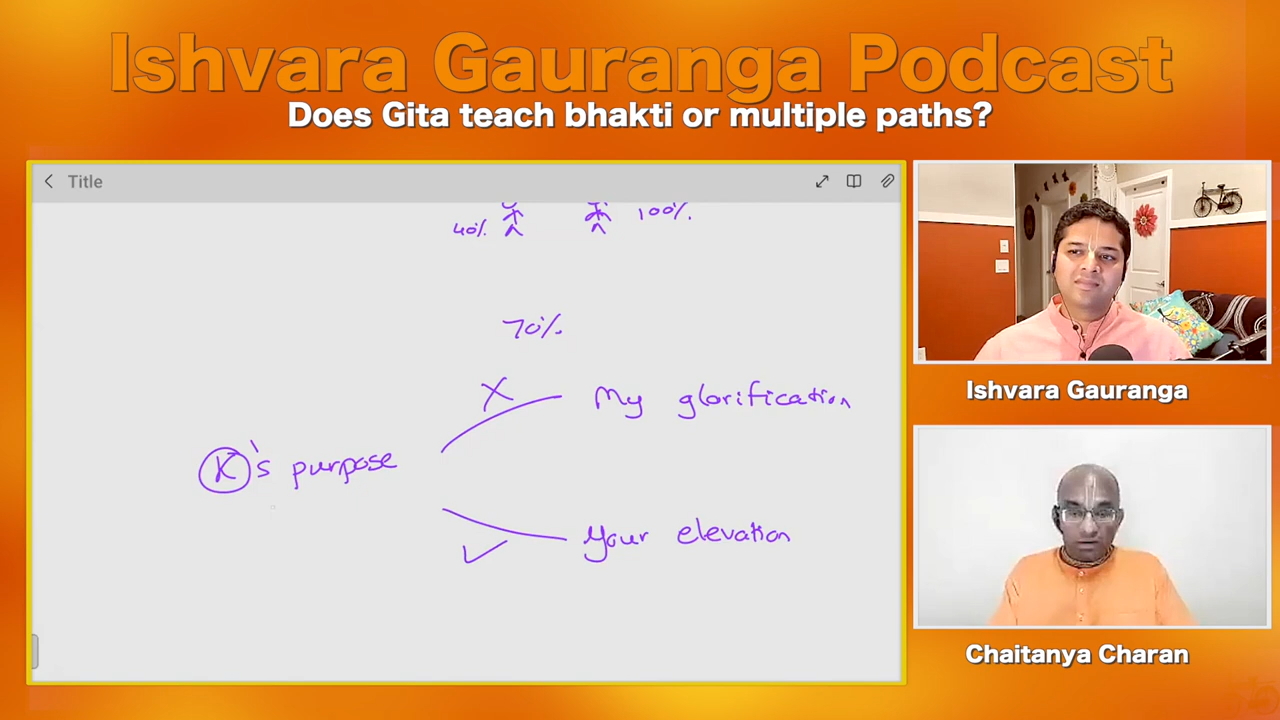 Ishvara Gauranga Podcast
Does Gita teach bhakti or multiple paths?
Title
40%.
100%.
70%
X
My glorification
K's purpose
Your elevation
Ishvara Gauranga
Chaitanya Charan